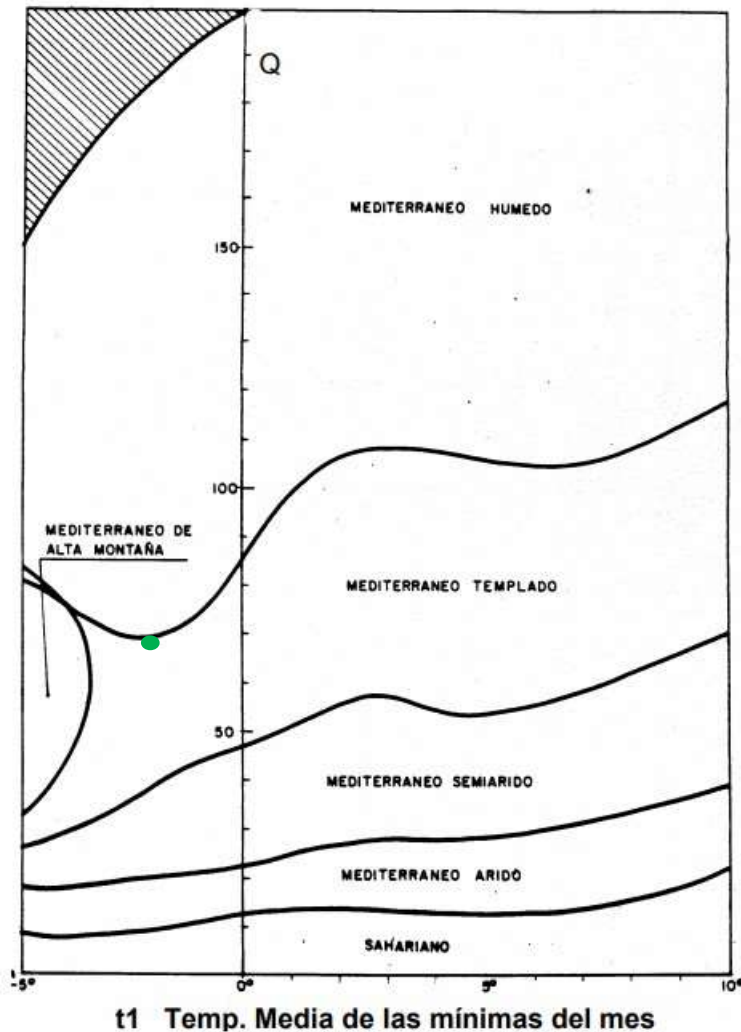 Q
MEDITERRANEO HUMEDO
150
100
MEDITERRANEO DE
ALTA MONTAÑA
MEDITERRANEO TEMPLADO
50
MEDITERRANEO SEMIARIDO
MEDITERRANEO ARIDO
SAHARIANO
-5° 0° 5° 10°
t1 Temp. Media de las mínimas del mes